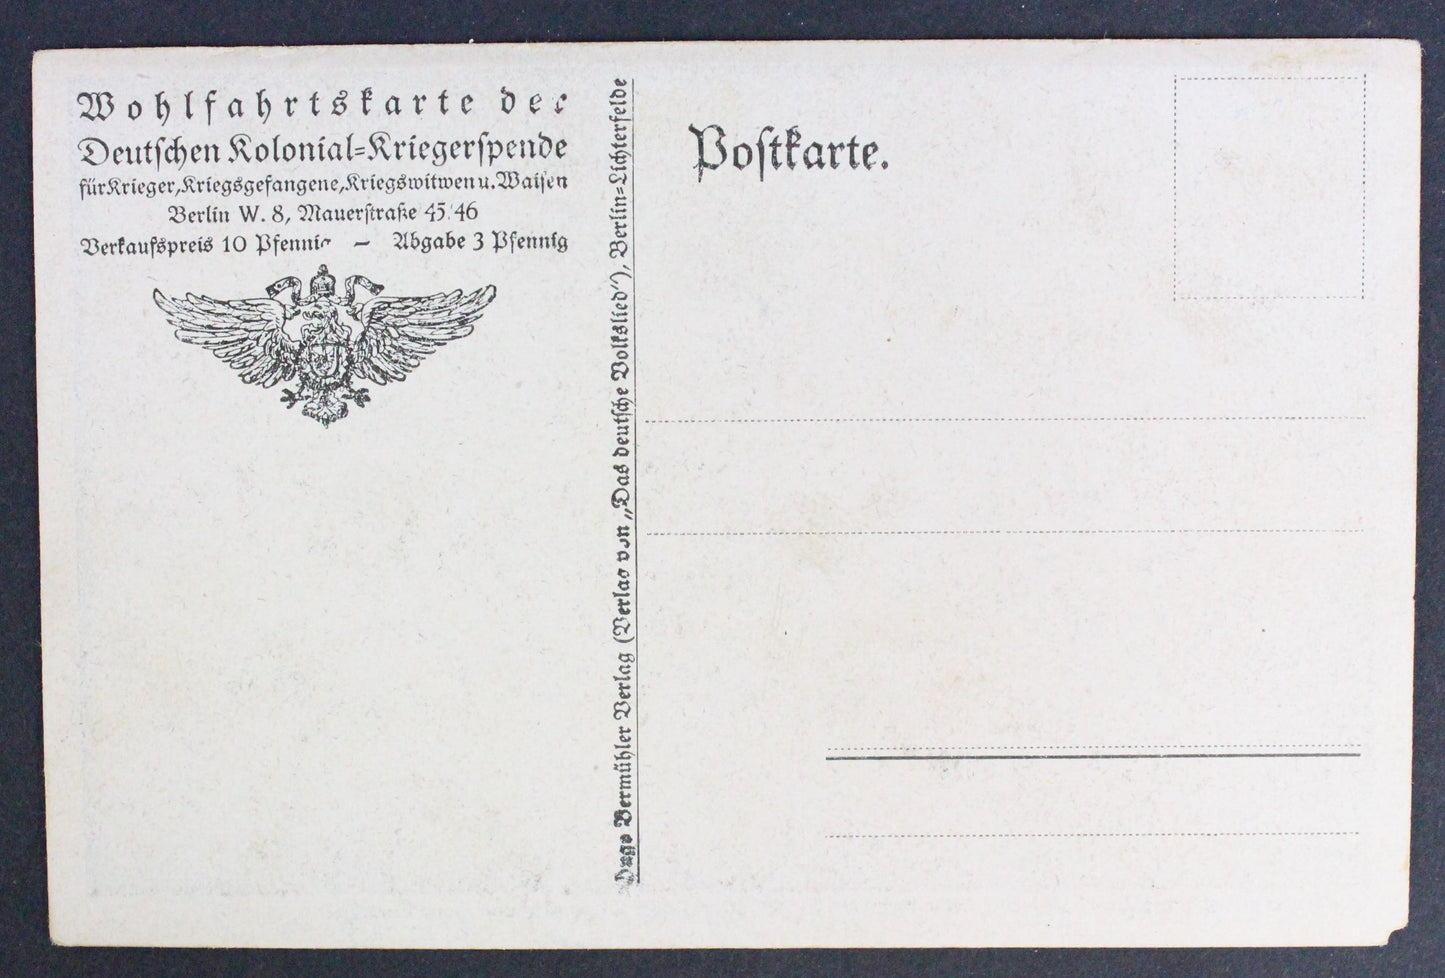 Wohlfahrtskarte der
Deutschen Kolonial-Kriegerspende
für Krieger, Kriegsgefangene, Kriegswitwen u. Waisen
Berlin W. 8, Mauerstraße 45/46
Verkaufspreis 10 Pfennig — Abgabe 3 Pfennig
Hugo Vermühler Verlag (Verlag von „Das deutsche Volkslied“), Berlin-Lichterfelde
Postkarte.